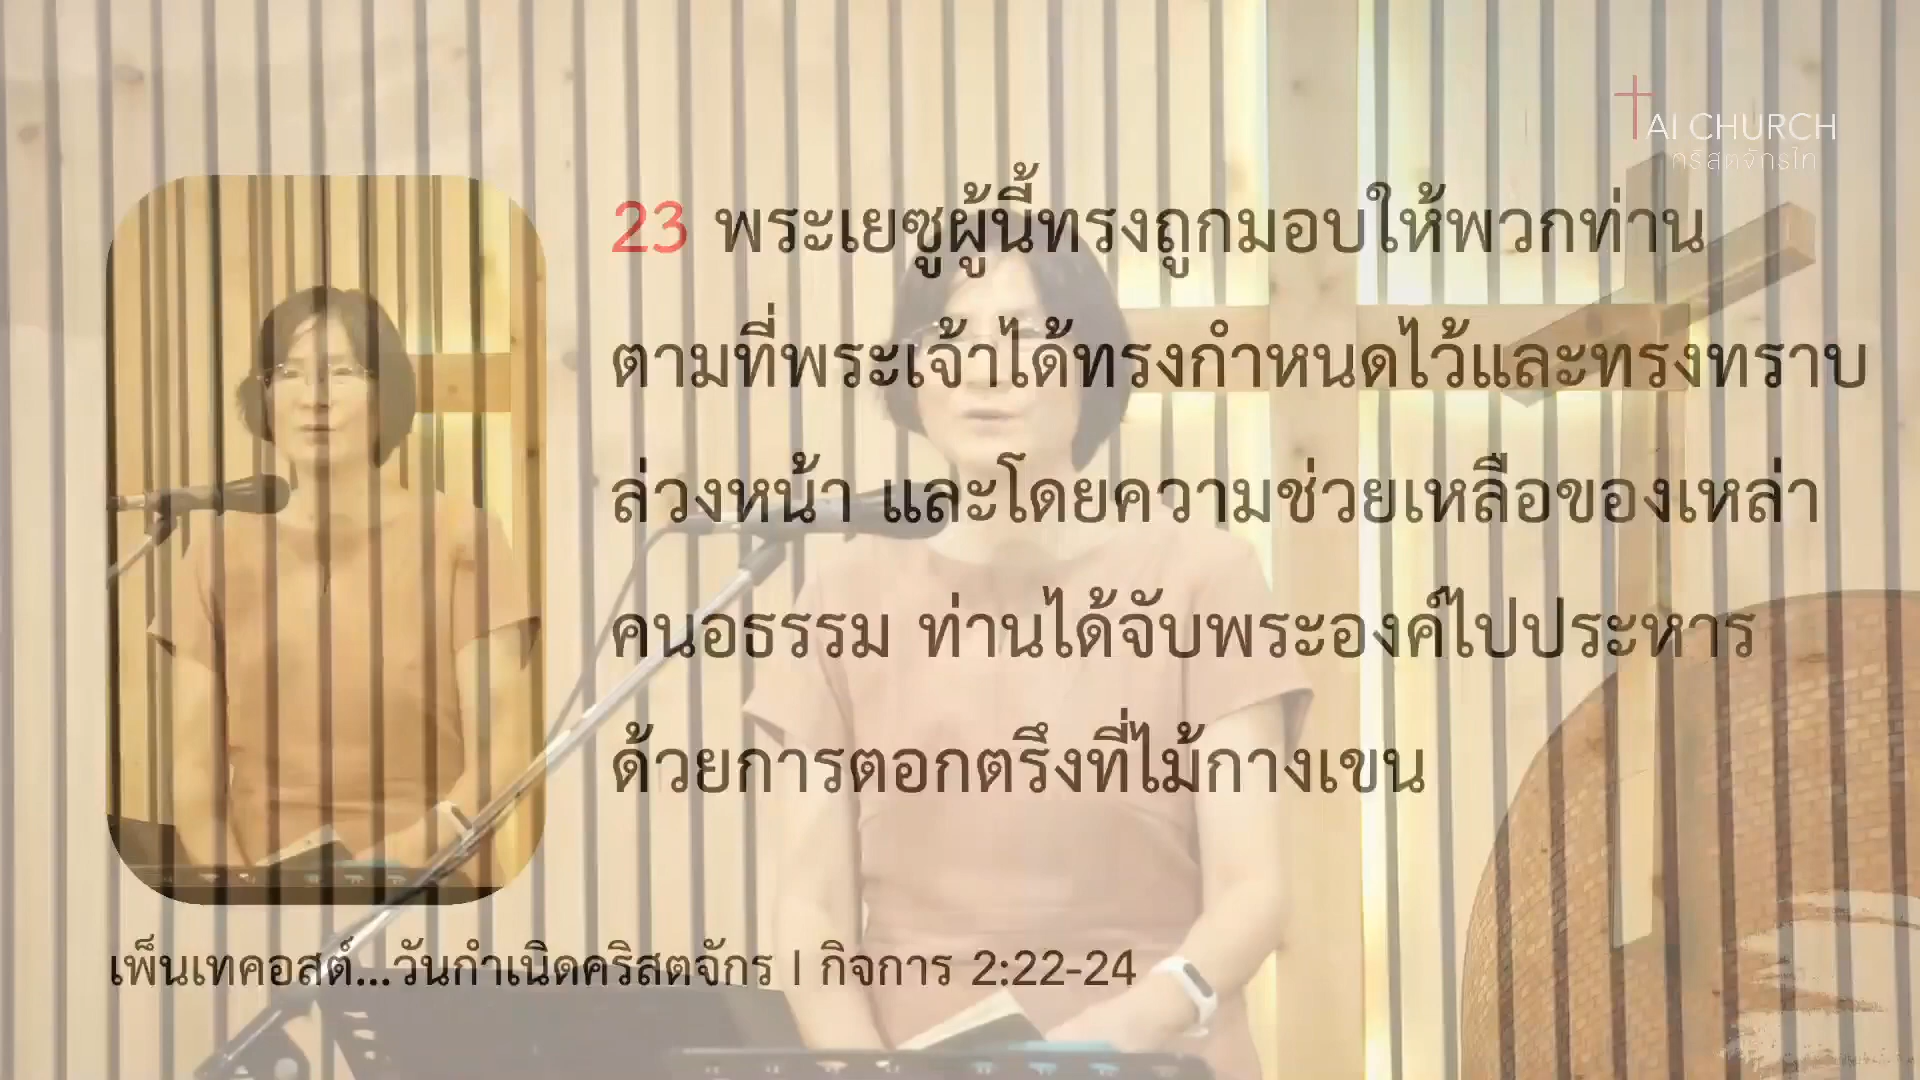 TAI CHURCH
คริสตจักรไท
23 พระเยซูผู้นี้ทรงถูกมอบให้พวกท่าน
ตามที่พระเจ้าได้ทรงกำหนดไว้และทรงทราบ
ล่วงหน้า และโดยความช่วยเหลือของเหล่า
คนอธรรม ท่านได้จับพระองค์ไปประหาร
ด้วยการตอกตรึงที่ไม้กางเขน
เพ็นเทคอสต์...วันกำเนิดคริสตจักร | กิจการ 2:22-24